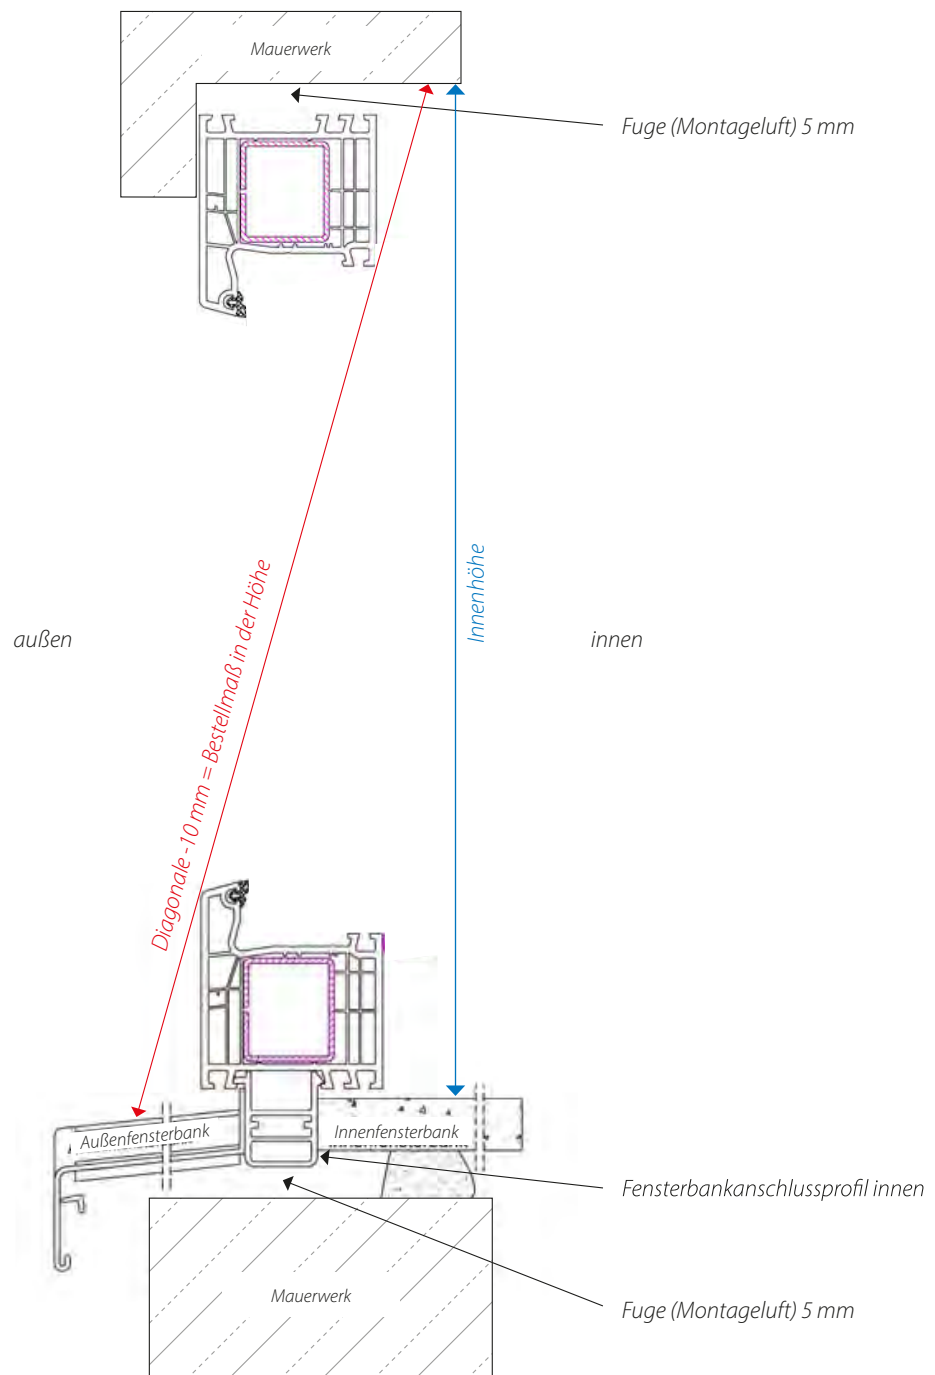 Mauerwerk
Fuge (Montageluft) 5 mm
Diagonale -10 mm = Bestellmaß in der Höhe
Innenhöhe
außen
innen
Außenfensterbank
Innenfensterbank
Fensterbankanschlussprofil innen
Mauerwerk
Fuge (Montageluft) 5 mm